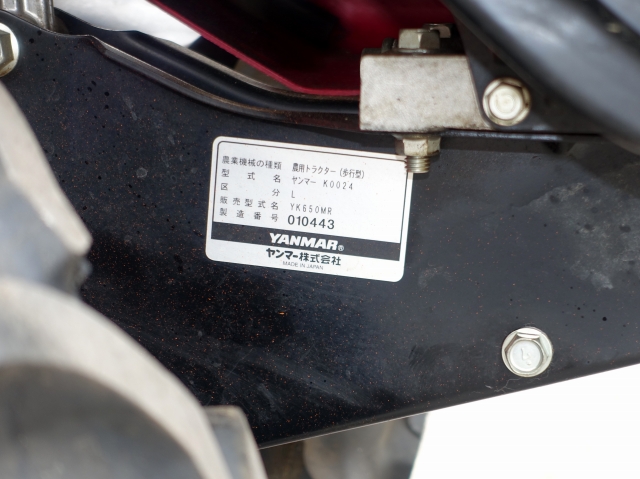 農業機械の種類 農用トラクター(歩行型)
型式名 ヤンマー K0024
区分 L
販売型式名 YK650MR
製造番号 010443
YANMAR®
ヤンマー株式会社
MADE IN JAPAN